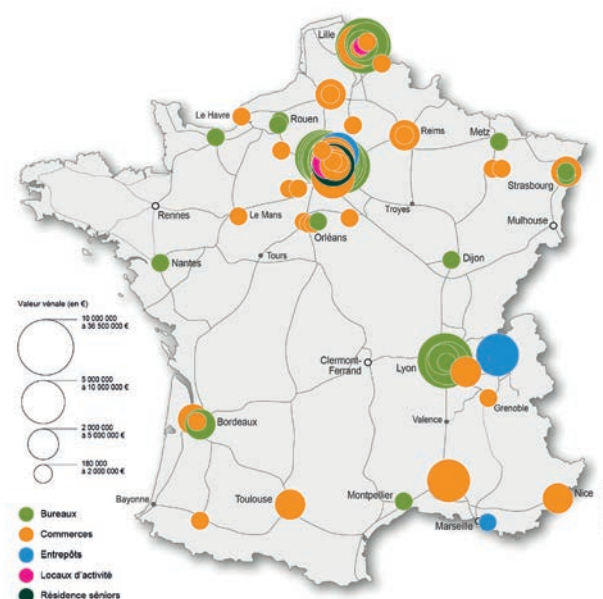 Lille
Le Havre
Rouen
Reims
Metz
Strasbourg
Rennes
Le Mans
Troyes
Mulhouse
Orléans
Nantes
Tours
Dijon
Valeur vénale (en €)
10 000 000
à 36 500 000 €
5 000 000
à 10 000 000 €
2 000 000
à 5 000 000 €
180 000
à 2 000 000 €
Clermont-
Ferrand
Lyon
Grenoble
Valence
Bordeaux
Bayonne
Toulouse
Montpellier
Nice
Marseille
Bureaux
Commerces
Entrepôts
Locaux d'activité
Résidence séniors